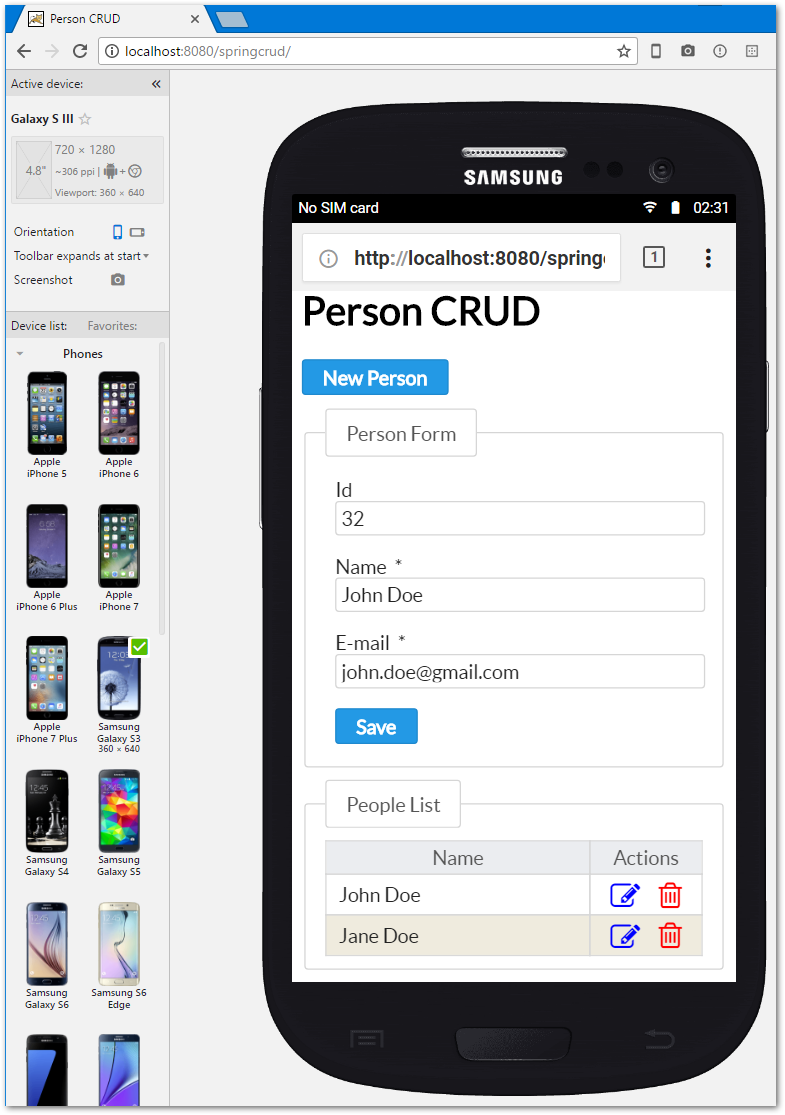 Person CRUD
localhost:8080/springcrud/
Active device:
Galaxy S III
4.8"
720 × 1280
~306 ppi | +
Viewport: 360 × 640
Orientation
Toolbar expands at start
Screenshot
Device list: Favorites:
Phones
Apple iPhone 5
Apple iPhone 6
Apple iPhone 6 Plus
Apple iPhone 7
Apple iPhone 7 Plus
Samsung Galaxy S3
360 × 640
Samsung Galaxy S4
Samsung Galaxy S5
Samsung Galaxy S6
Samsung S6 Edge
SAMSUNG
No SIM card 02:31
http://localhost:8080/spring
1
Person CRUD
New Person
Person Form
Id
32
Name *
John Doe
E-mail *
john.doe@gmail.com
Save
People List
Name Actions
John Doe
Jane Doe